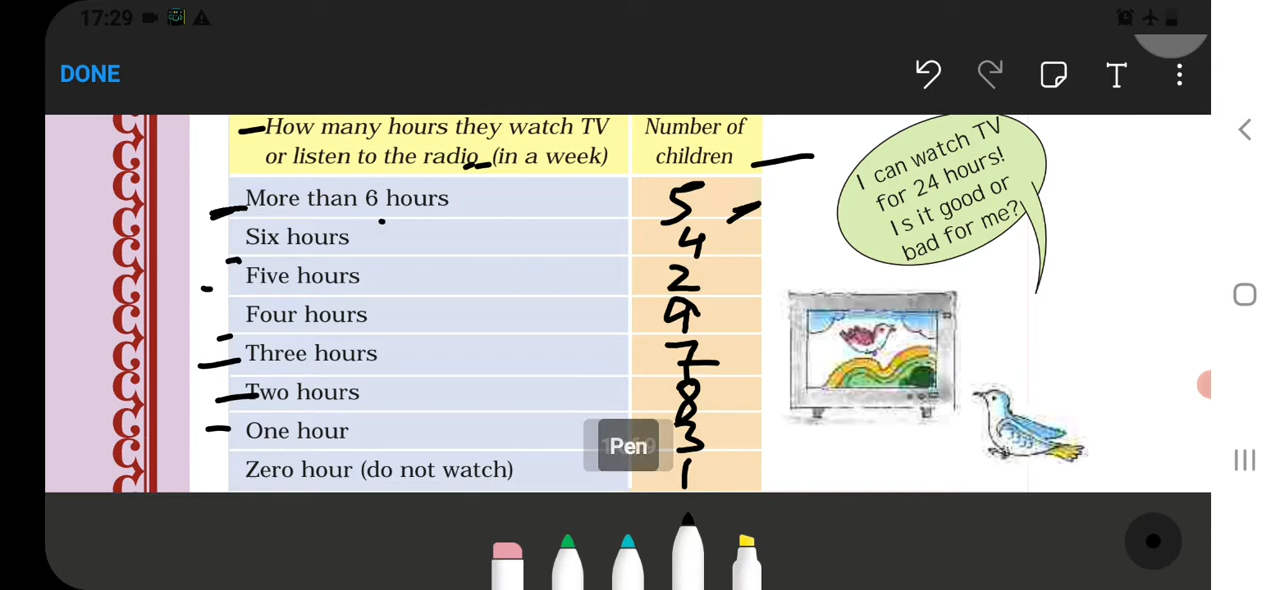 17:29
DONE
T
How many hours they watch TV
or listen to the radio (in a week)
Number of
children
More than 6 hours 5
Six hours 4
Five hours 2
Four hours 9
Three hours 7
Two hours 8
One hour 3
Zero hour (do not watch) 1
I can watch TV
for 24 hours!
Is it good or
bad for me?
Pen